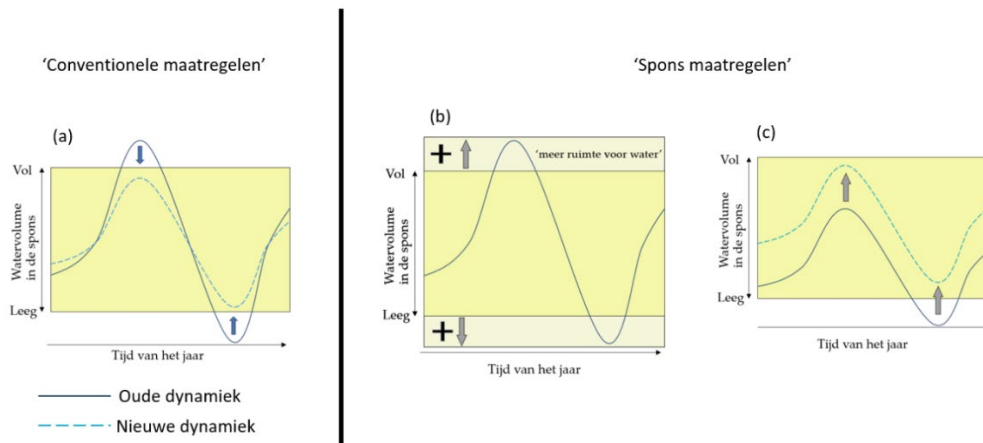 ‘Conventionele maatregelen’
(a)
Vol
Watervolume
in de spons
Leeg
Tijd van het jaar
Oude dynamiek
Nieuwe dynamiek
‘Spons maatregelen’
(b)
+
‘meer ruimte voor water’
Vol
Watervolume
in de spons
Leeg
+
Tijd van het jaar
(c)
Vol
Watervolume
in de spons
Leeg
Tijd van het jaar